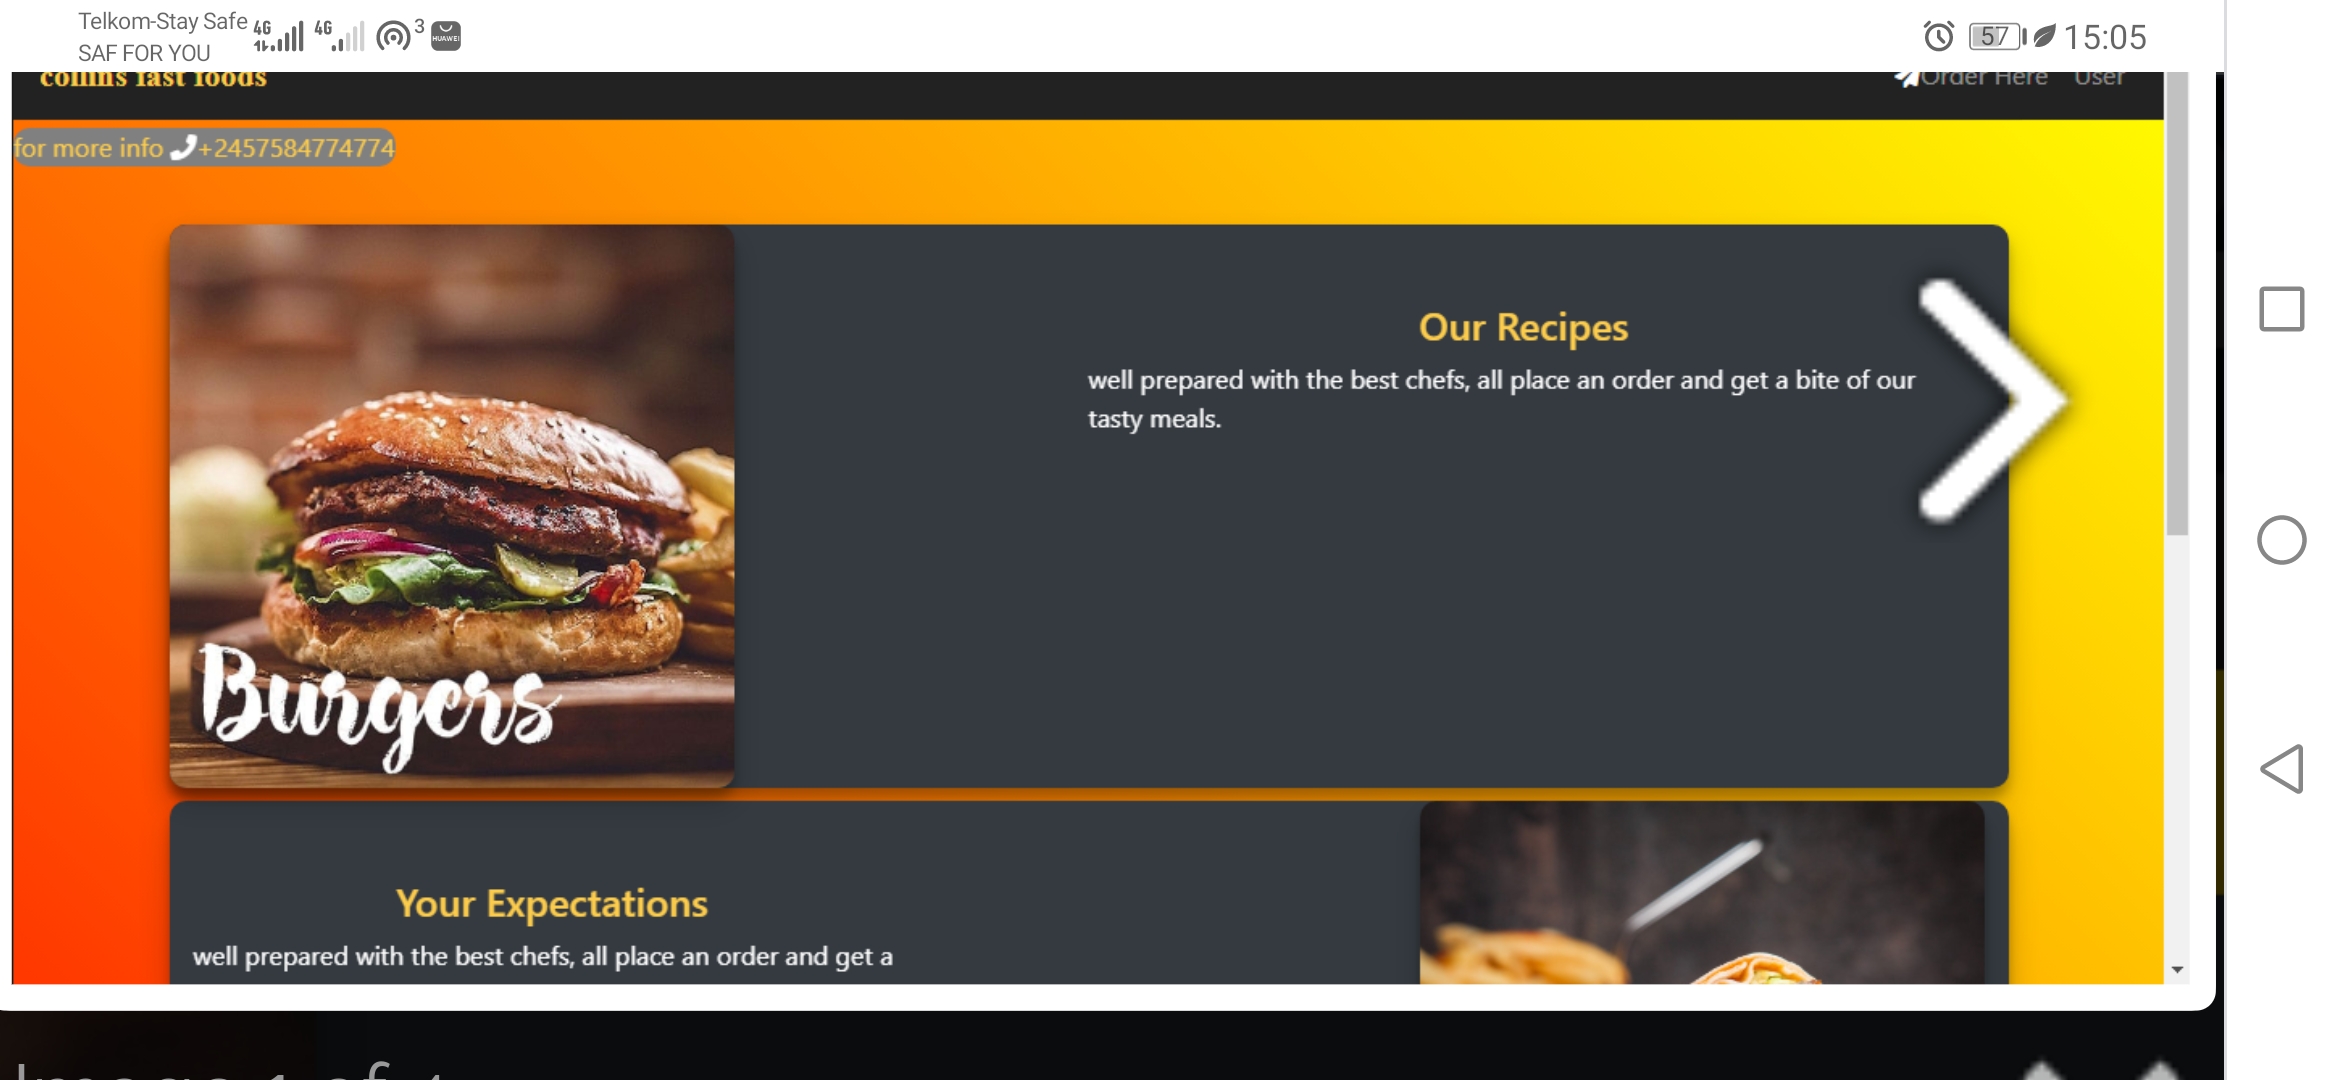 Telkom-Stay Safe
SAF FOR YOU
4G
4G
3
HUAWEI
57
15:05
collins fast foods
Order Here User
for more info +2457584774774
Our Recipes
well prepared with the best chefs, all place an order and get a bite of our
tasty meals.
Burgers
Your Expectations
well prepared with the best chefs, all place an order and get a